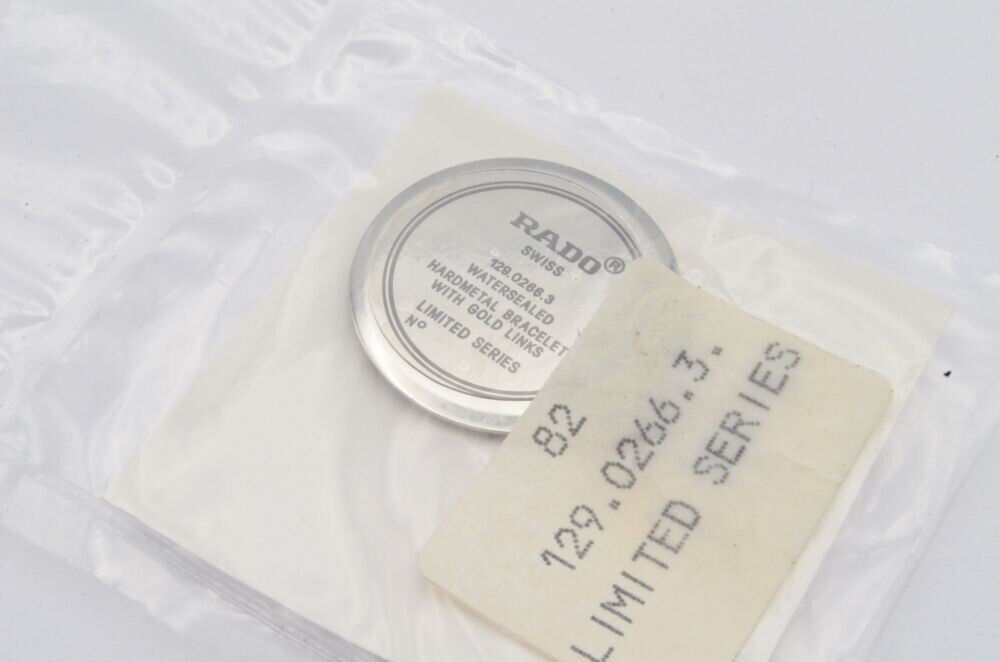 RADO®
SWISS
129.0266.3
WATERSEALED
HARDMETAL BRACELET
WITH GOLD LINKS
LIMITED SERIES
Nº
82
129.0266.3.
LIMITED SERIES